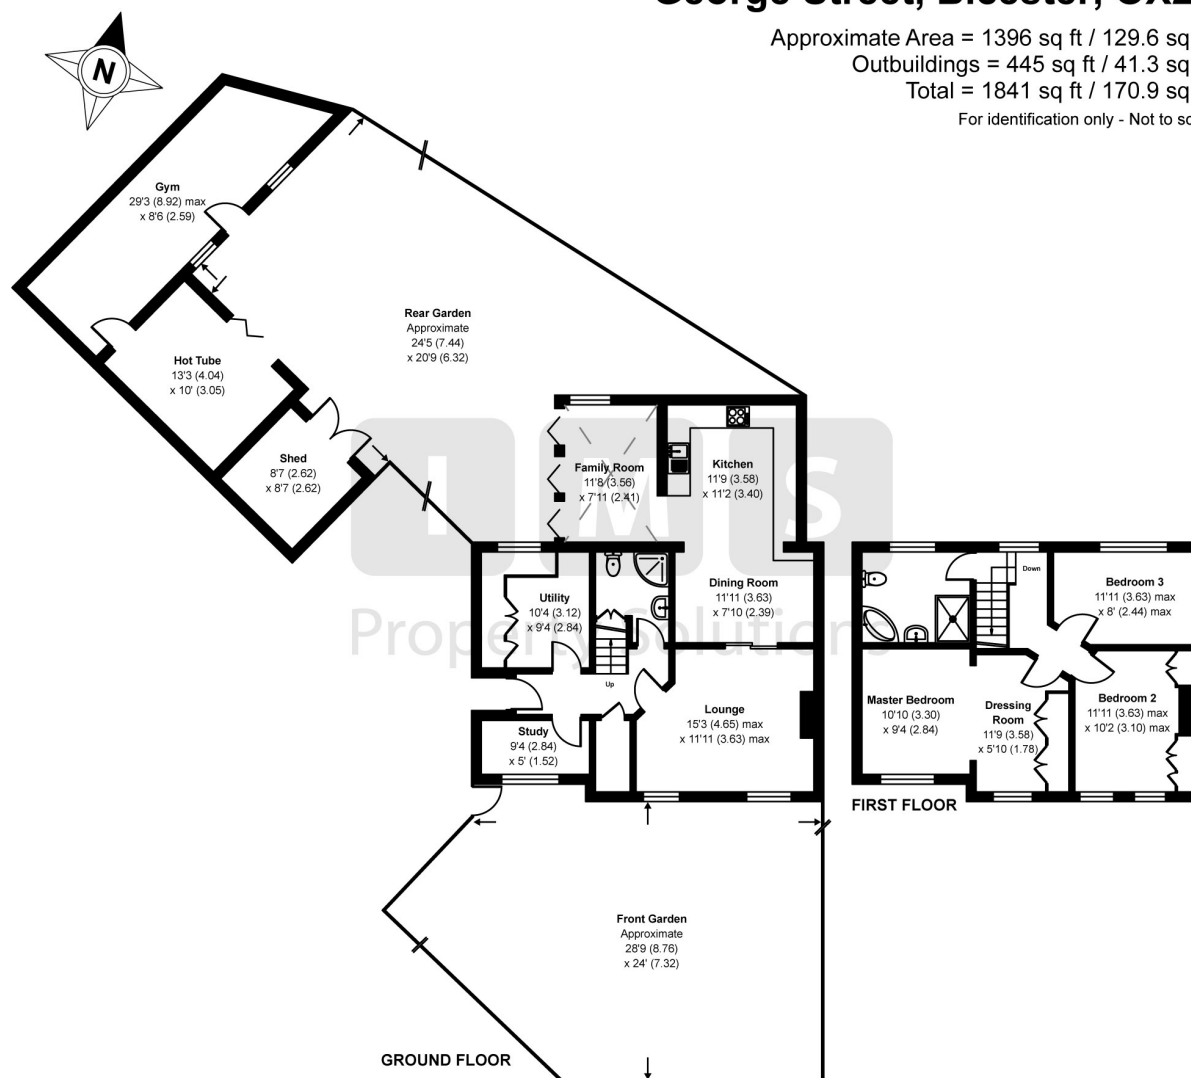 George Street, Bicester, OX2
Approximate Area = 1396 sq ft / 129.6 sq
Outbuildings = 445 sq ft / 41.3 sq
Total = 1841 sq ft / 170.9 sq
For identification only - Not to sc
N
Gym
29'3 (8.92) max
x 8'6 (2.59)
Rear Garden
Approximate
24'5 (7.44)
x 20'9 (6.32)
Hot Tube
13'3 (4.04)
x 10' (3.05)
Shed
8'7 (2.62)
x 8'7 (2.62)
Family Room
11'8 (3.56)
x 7'11 (2.41)
Kitchen
11'9 (3.58)
x 11'2 (3.40)
IMS
Property Solutions
Utility
10'4 (3.12)
x 9'4 (2.84)
Dining Room
11'11 (3.63)
x 7'10 (2.39)
Up
Lounge
15'3 (4.65) max
x 11'11 (3.63) max
Study
9'4 (2.84)
x 5' (1.52)
Down
Bedroom 3
11'11 (3.63) max
x 8' (2.44) max
Master Bedroom
10'10 (3.30)
x 9'4 (2.84)
Dressing
Room
11'9 (3.58)
x 5'10 (1.78)
Bedroom 2
11'11 (3.63) max
x 10'2 (3.10) max
FIRST FLOOR
Front Garden
Approximate
28'9 (8.76)
x 24' (7.32)
GROUND FLOOR